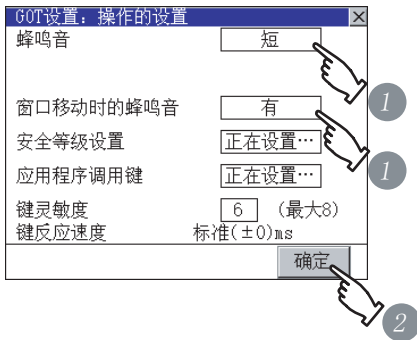 GOT设置：操作的设置
蜂鸣音 短
1
窗口移动时的蜂鸣音 有
安全等级设置 正在设置…
1
应用程序调用键 正在设置…
键灵敏度 6 (最大8)
键反应速度 标准(±0)ms
确定
2